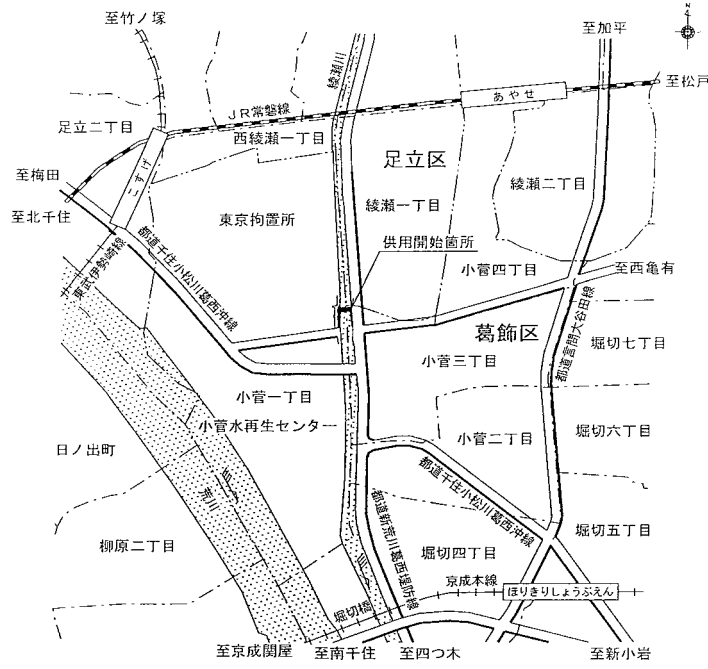 至竹ノ塚
至加平
N
4
綾瀬川
至松戸
あやせ
JR常磐線
足立二丁目
西綾瀬一丁目
足立区
こすげ
至梅田
綾瀬二丁目
東京拘置所
綾瀬一丁目
至北千住
供用開始箇所
都道千住小松川葛西沖線
東武伊勢崎線
小菅四丁目
至西亀有
葛飾区
都道言問大谷田線
堀切七丁目
小菅三丁目
小菅一丁目
小菅水再生センター
小菅二丁目
堀切六丁目
日ノ出町
荒川
都道千住小松川葛西沖線
都道新荒川葛西堤防線
柳原二丁目
堀切五丁目
堀切四丁目
京成本線
ほりきりしょうぶえん
堀切橋
至京成関屋
至南千住
至四つ木
至新小岩